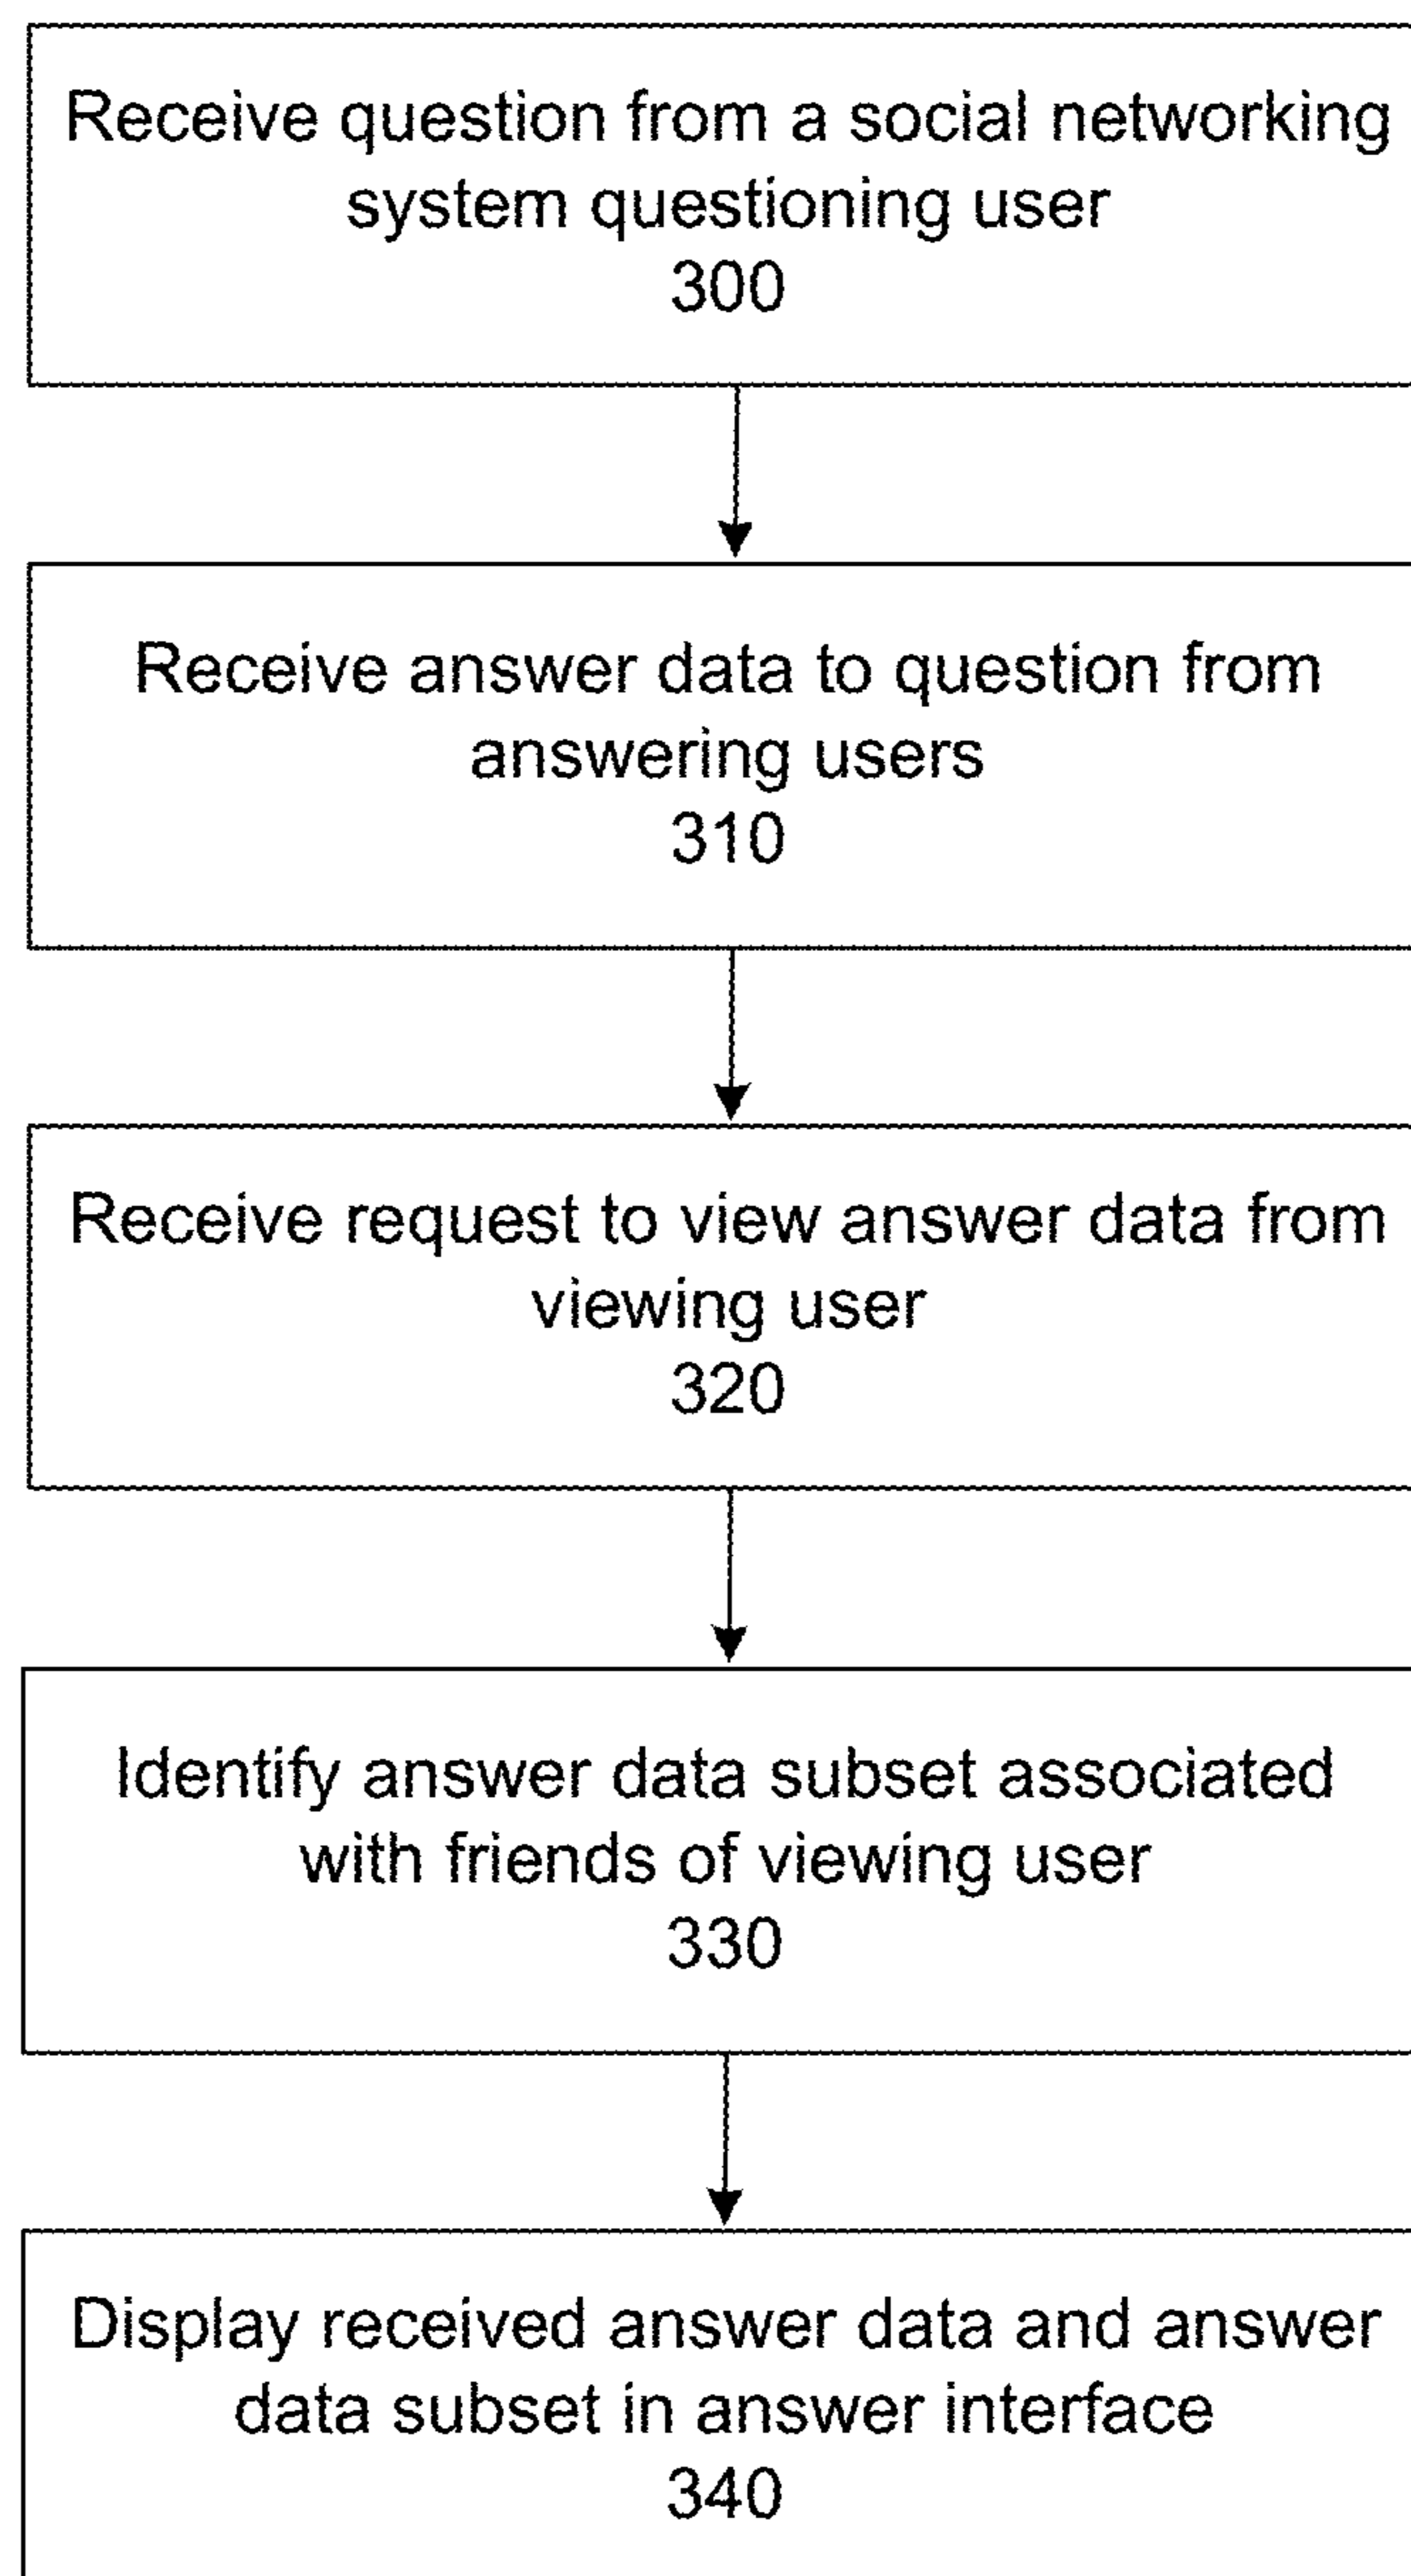 Receive question from a social networking
system questioning user
300
Receive answer data to question from
answering users
310
Receive request to view answer data from
viewing user
320
Identify answer data subset associated
with friends of viewing user
330
Display received answer data and answer
data subset in answer interface
340